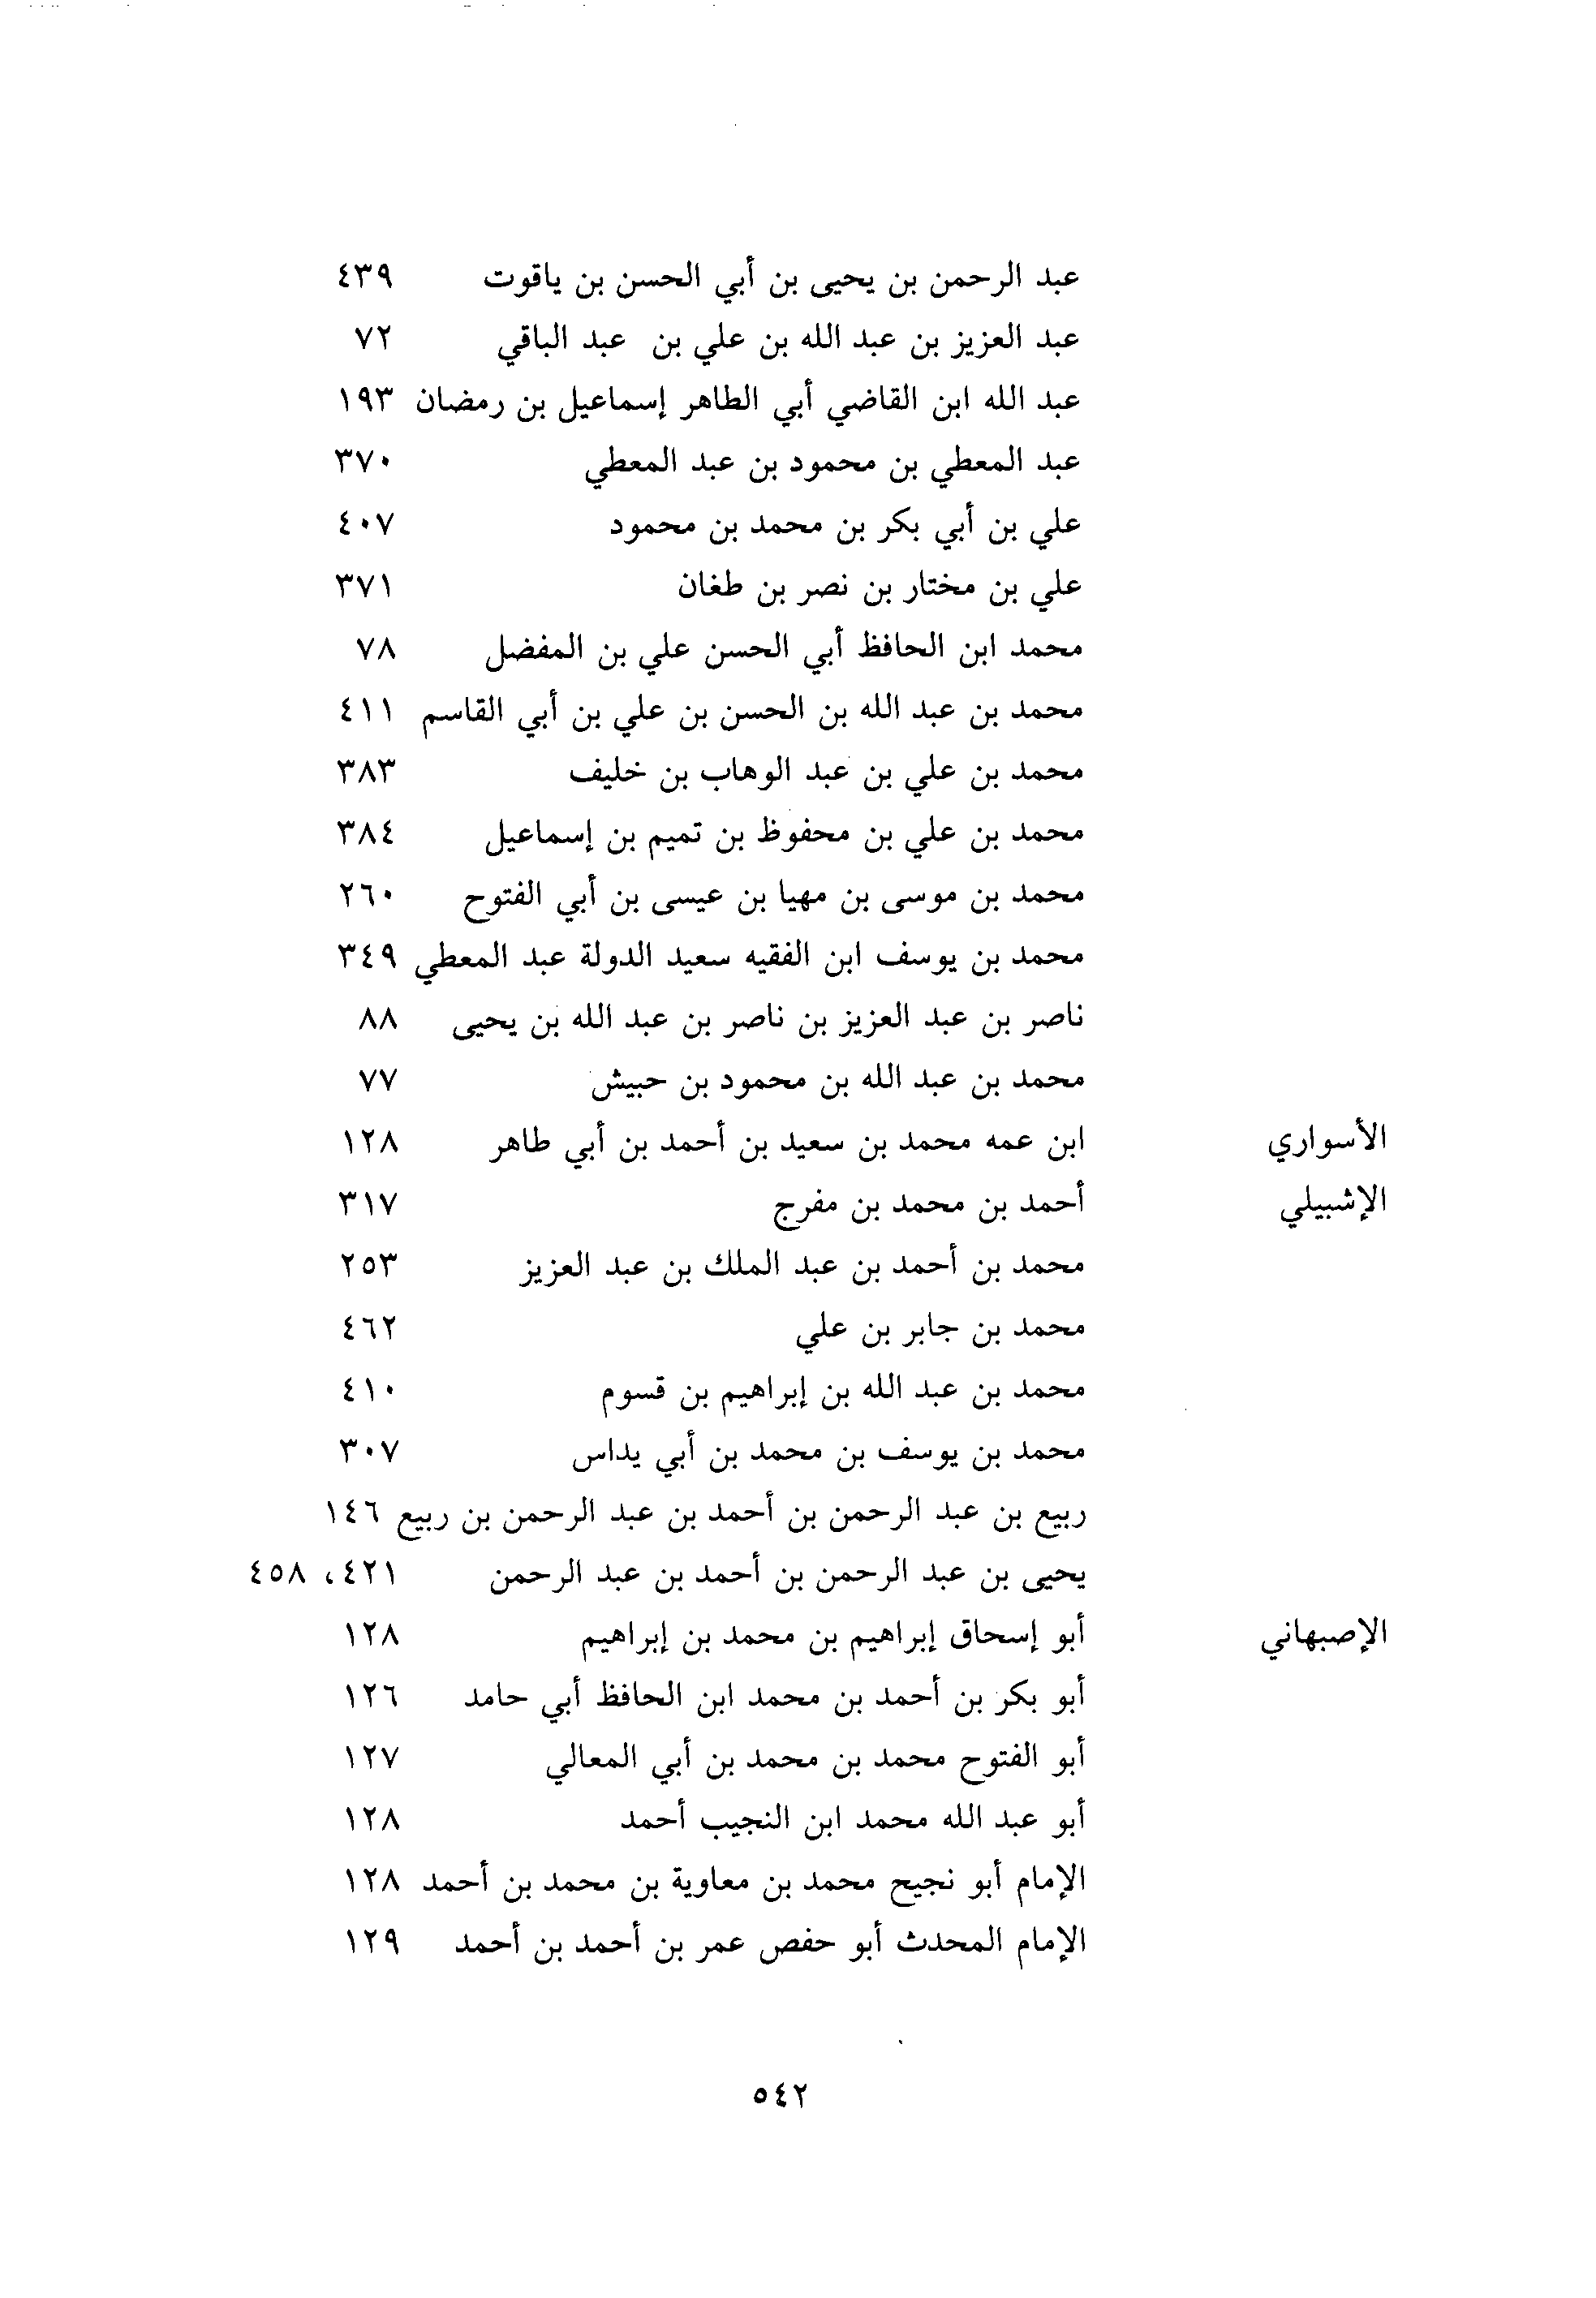 عبد الرحمن بن يحيى بن أبي الحسن بن ياقوت ٤٣٩
عبد العزيز بن عبد الله بن علي بن عبد الباقي ٧٢
عبد الله ابن القاضي أبي الطاهر إسماعيل بن رمضان ١٩٣
عبد المعطي بن محمود بن عبد المعطي ٣٧٠
علي بن أبي بكر بن محمد بن محمود ٤٠٧
علي بن مختار بن نصر بن طغان ٣٧١
محمد ابن الحافظ أبي الحسن علي بن المفضل ٧٨
محمد بن عبد الله بن الحسن بن علي بن أبي القاسم ٤١١
محمد بن علي بن عبد الوهاب بن خليف ٣٨٣
محمد بن علي بن محفوظ بن تميم بن إسماعيل ٣٨٤
محمد بن موسى بن مهيا بن عيسى بن أبي الفتوح ٢٦٠
محمد بن يوسف ابن الفقيه سعيد الدولة عبد المعطي ٣٤٩
ناصر بن عبد العزيز بن ناصر بن عبد الله بن يحيى ٨٨
محمد بن عبد الله بن محمود بن حبيش ٧٧
الأسواري ابن عمه محمد بن سعيد بن أحمد بن أبي طاهر ١٢٨
الإشبيلي أحمد بن محمد بن مفرج ٣١٧
محمد بن أحمد بن عبد الملك بن عبد العزيز ٢٥٣
محمد بن جابر بن علي ٤٦٢
محمد بن عبد الله بن إبراهيم بن قسوم ٤١٠
محمد بن يوسف بن محمد بن أبي يداس ٣٠٧
ربيع بن عبد الرحمن بن أحمد بن عبد الرحمن بن ربيع ١٤٦
يحيى بن عبد الرحمن بن أحمد بن عبد الرحمن ٤٢١، ٤٥٨
الإصبهاني أبو إسحاق إبراهيم بن محمد بن إبراهيم ١٢٨
أبو بكر بن أحمد بن محمد ابن الحافظ أبي حامد ١٢٦
أبو الفتوح محمد بن محمد بن أبي المعالي ١٢٧
أبو عبد الله محمد ابن النجيب أحمد ١٢٨
الإمام أبو نجيح محمد بن معاوية بن محمد بن أحمد ١٢٨
الإمام المحدث أبو حفص عمر بن أحمد بن أحمد ١٢٩
٥٤٢